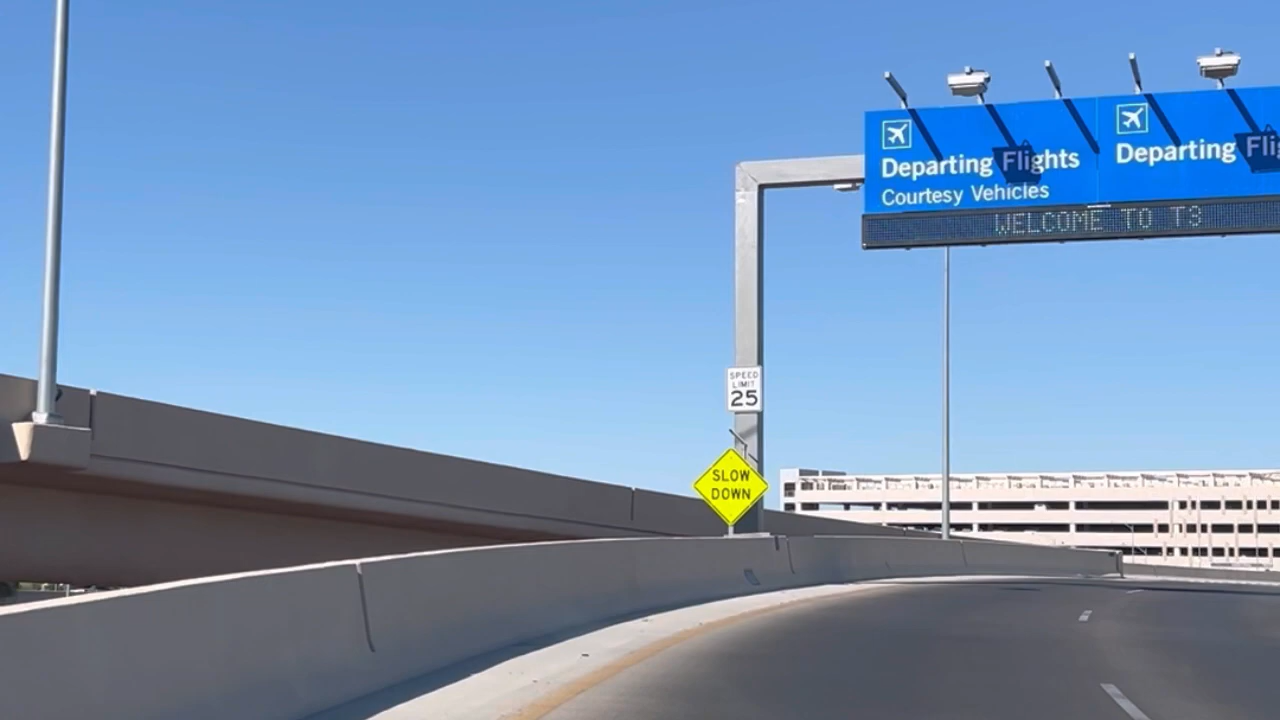 Departing Flights
Courtesy Vehicles
Departing
WELCOME TO T3
SPEED
LIMIT
25
SLOW
DOWN